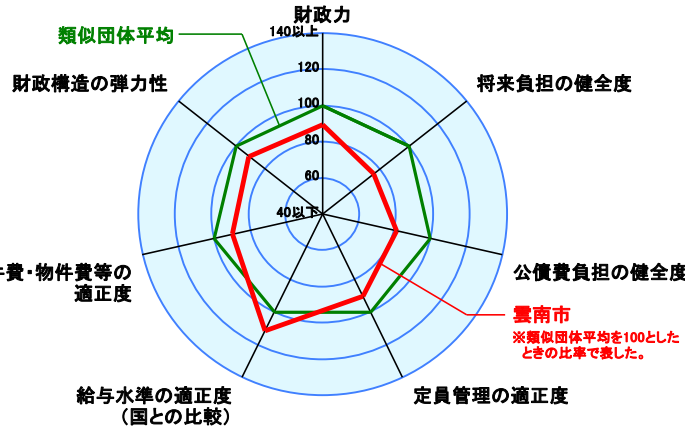 財政力
類似団体平均
140以上
120
100
80
60
40以下
財政構造の弾力性
将来負担の健全度
件費・物件費等の
適正度
公債費負担の健全度
雲南市
※類似団体平均を100とした
ときの比率で表した。
給与水準の適正度
（国との比較）
定員管理の適正度